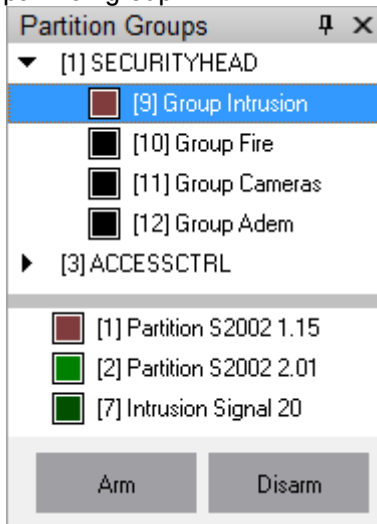 Partition Groups
[1] SECURITYHEAD
[9] Group Intrusion
[10] Group Fire
[11] Group Cameras
[12] Group Adem
[3] ACCESSCTRL
[1] Partition S2002 1.15
[2] Partition S2002 2.01
[7] Intrusion Signal 20
Arm Disarm